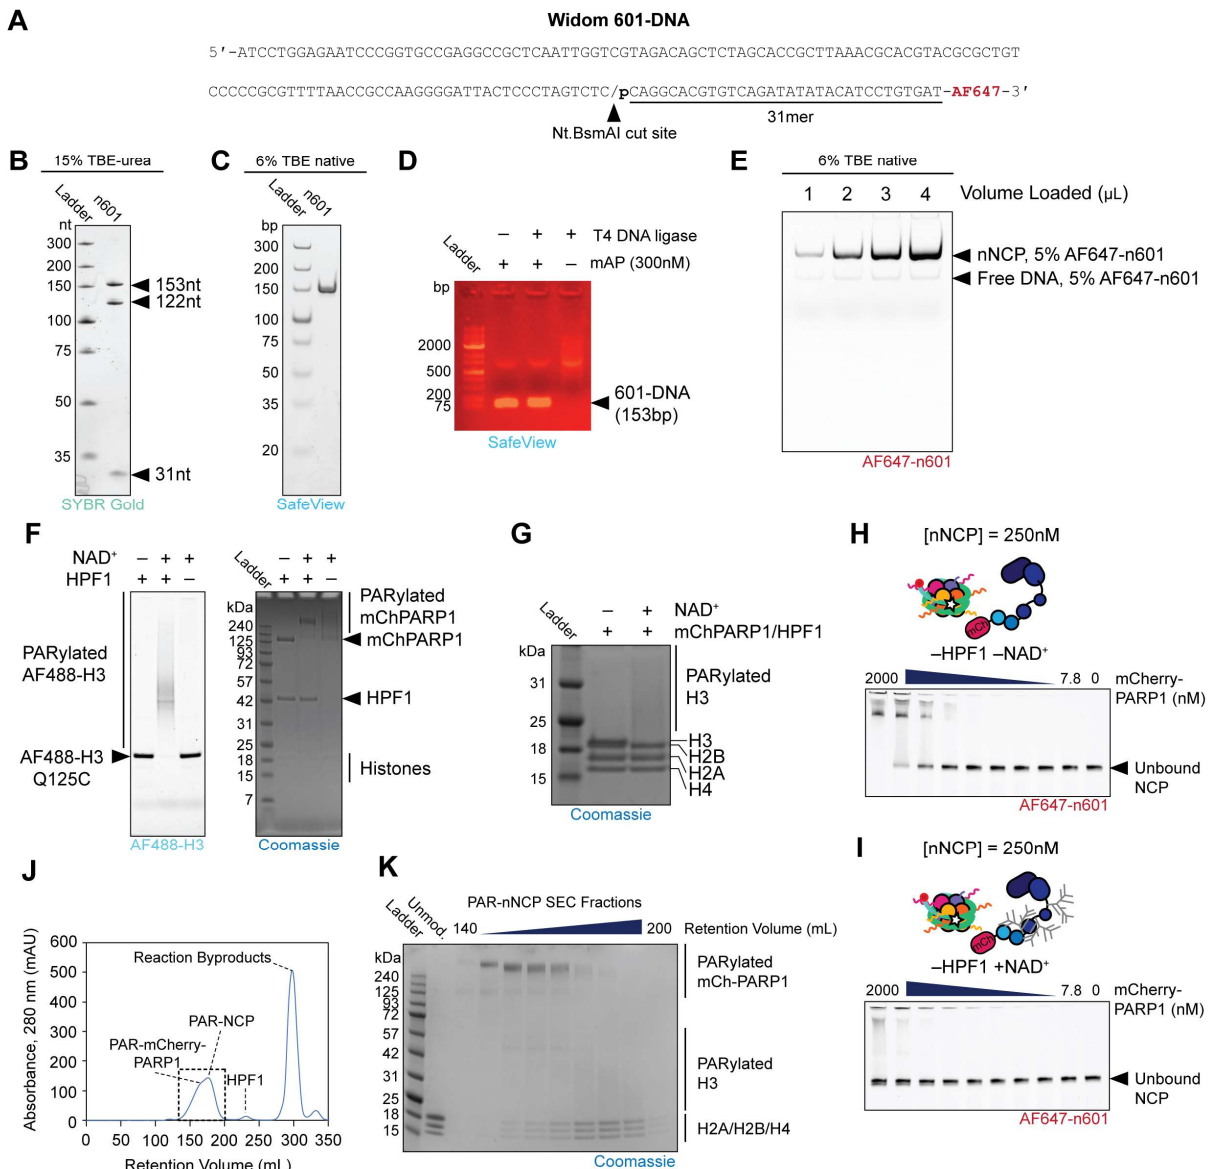 A
Widom 601-DNA
5′-ATCCTGGAGAATCCCGGTGCCGAGGCCGCTCAATTGGTCGTAGACAGCTCTAGCACCGCTTAAACGCACGTACGCGCTGT
CCCCCGCGTTTTAACCGCCAAGGGGATTACTCCCTAGTCTC/pCAGGCACGTGTCAGATATATACATCCTGTGAT-AF647-3′
Nt.BsmAI cut site
31mer
B
15% TBE-urea
Ladder
n601
nt
300
200
150
100
75
50
35
153nt
122nt
31nt
SYBR Gold
C
6% TBE native
Ladder
n601
bp
300
200
150
100
75
50
35
20
SafeView
D
Ladder
– + + T4 DNA ligase
+ + – mAP (300nM)
bp
2000
500
200
75
601-DNA
(153bp)
SafeView
E
6% TBE native
1 2 3 4 Volume Loaded (µL)
nNCP, 5% AF647-n601
Free DNA, 5% AF647-n601
AF647-n601
F
NAD+ – + +
HPF1 + + –
PARylated
AF488-H3
AF488-H3
Q125C
AF488-H3
Ladder
– + +
+ + –
kDa
240
125
93
72
57
42
31
25
18
15
7
PARylated
mChPARP1
mChPARP1
HPF1
Histones
Coomassie
G
Ladder
– + NAD+
+ + mChPARP1/HPF1
kDa
31
25
18
15
PARylated
H3
H3
H2B
H2A
H4
Coomassie
H
[nNCP] = 250nM
mCh
–HPF1 –NAD+
2000 7.8 0 mCherry-
PARP1 (nM)
Unbound
NCP
AF647-n601
I
[nNCP] = 250nM
mCh
–HPF1 +NAD+
2000 7.8 0 mCherry-
PARP1 (nM)
Unbound
NCP
AF647-n601
J
Absorbance, 280 nm (mAU)
600
500
400
300
200
100
0
Reaction Byproducts
PAR-NCP
PAR-mCherry-
PARP1
HPF1
0 50 100 150 200 250 300 350
Retention Volume (mL)
K
PAR-nNCP SEC Fractions
Ladder
Unmod.
140 200 Retention Volume (mL)
kDa
240
125
93
72
57
42
31
25
18
15
PARylated
mCh-PARP1
PARylated
H3
H2A/H2B/H4
Coomassie